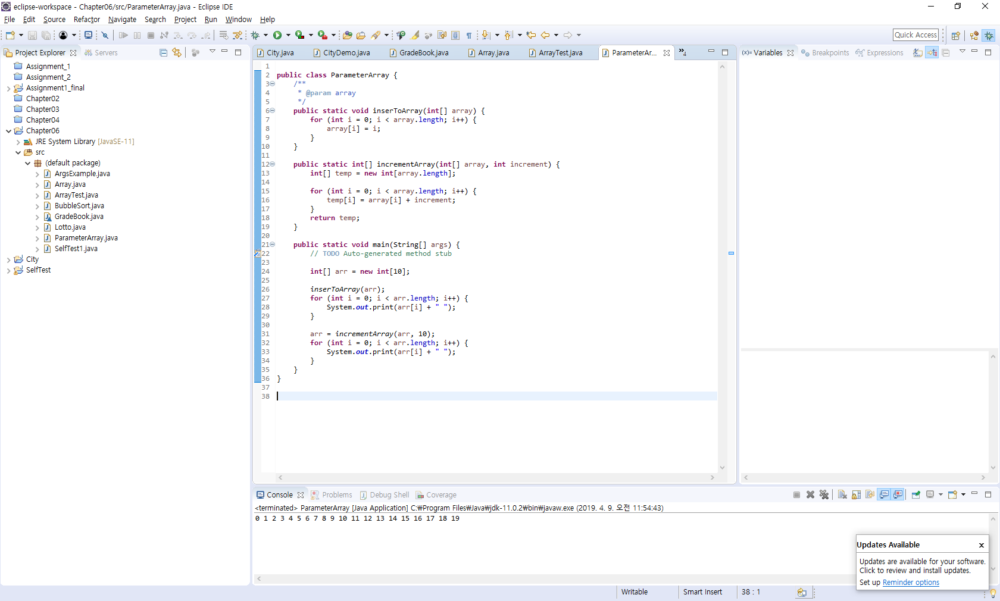 eclipse-workspace - Chapter06/src/ParameterArray.java - Eclipse IDE
File Edit Source Refactor Navigate Search Project Run Window Help
Quick Access
Project Explorer Servers
Assignment_1
Assignment_2
Assignment1_final
Chapter02
Chapter03
Chapter04
Chapter06
JRE System Library [JavaSE-11]
src
(default package)
ArgsExample.java
Array.java
ArrayTest.java
BubbleSort.java
GradeBook.java
Lotto.java
ParameterArray.java
SelfTest1.java
City
SelfTest
City.java CityDemo.java GradeBook.java Array.java ArrayTest.java ParameterAr... »4
1
2 public class ParameterArray {
3 /**
4 * @param array
5 */
6 public static void inserToArray(int[] array) {
7 for (int i = 0; i < array.length; i++) {
8 array[i] = i;
9 }
10 }
11
12 public static int[] incrementArray(int[] array, int increment) {
13 int[] temp = new int[array.length];
14
15 for (int i = 0; i < array.length; i++) {
16 temp[i] = array[i] + increment;
17 }
18 return temp;
19 }
20
21 public static void main(String[] args) {
22 // TODO Auto-generated method stub
23
24 int[] arr = new int[10];
25
26 inserToArray(arr);
27 for (int i = 0; i < arr.length; i++) {
28 System.out.print(arr[i] + " ");
29 }
30
31 arr = incrementArray(arr, 10);
32 for (int i = 0; i < arr.length; i++) {
33 System.out.print(arr[i] + " ");
34 }
35 }
36 }
37
38
(x)= Variables Breakpoints Expressions
Console Problems Debug Shell Coverage
<terminated> ParameterArray [Java Application] C:₩Program Files₩Java₩jdk-11.0.2₩bin₩javaw.exe (2019. 4. 9. 오전 11:54:43)
0 1 2 3 4 5 6 7 8 9 10 11 12 13 14 15 16 17 18 19
Updates Available x
Updates are available for your software.
Click to review and install updates.
Set up Reminder options
Writable Smart Insert 38 : 1